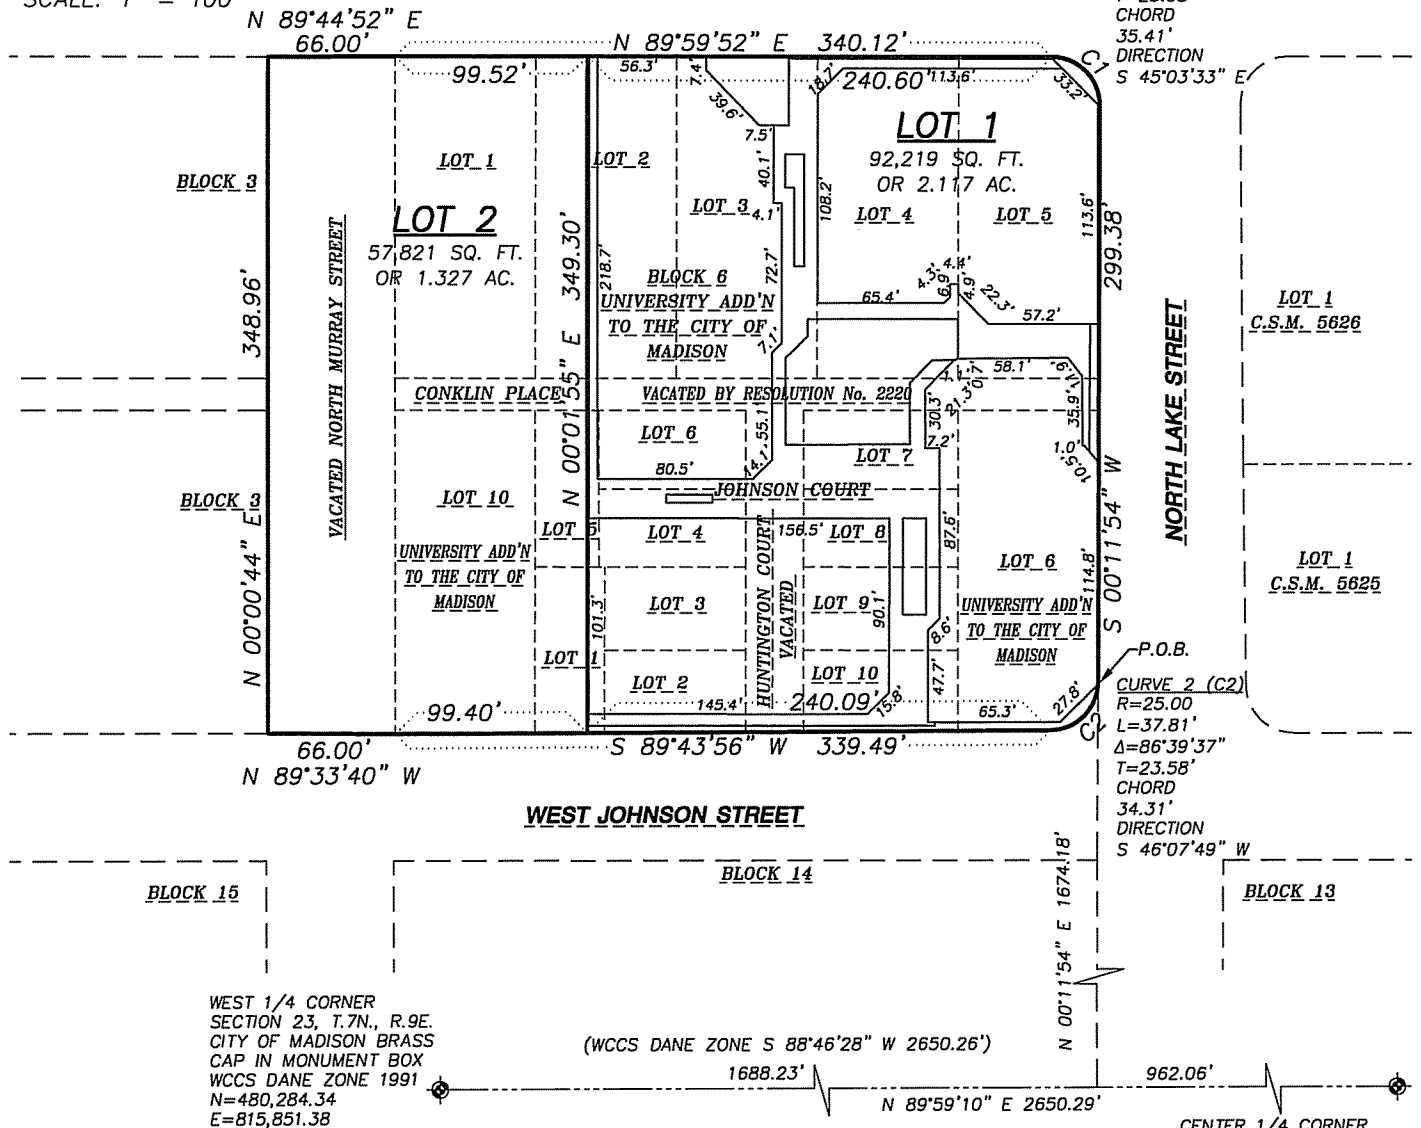 N 89°44'52" E
66.00'
99.52'
N 89°59'52" E 340.12'
56.3'
7.4'
39.6'
7.5'
40.1'
4.1'
72.7'
7.1'
18.7'
240.60'
113.6'
33.2'
C1
CHORD
35.41'
DIRECTION
S 45°03'33" E
LOT 1
92,219 SQ. FT.
OR 2.117 AC.
LOT 1
LOT 2
LOT 3
LOT 4
LOT 5
BLOCK 3
LOT 2
57,821 SQ. FT.
OR 1.327 AC.
VACATED NORTH MURRAY STREET
348.96'
N 00°00'44" E
N 00°01'55" E 349.30'
218.7'
108.2'
113.6'
299.38'
BLOCK 6
UNIVERSITY ADD'N
TO THE CITY OF
MADISON
65.4'
4.3'
6.9'
4.4'
4.9'
22.3'
57.2'
LOT 1
C.S.M. 5626
NORTH LAKE STREET
CONKLIN PLACE
VACATED BY RESOLUTION No. 2220
0.7'
58.1'
35.9'
1.0'
10.5'
21.3'
30.3'
7.2'
LOT 6
55.1'
14.1'
80.5'
LOT 7
JOHNSON COURT
BLOCK 3
LOT 10
LOT 5
LOT 4
156.5'
LOT 8
87.6'
S 00°11'54" W
UNIVERSITY ADD'N
TO THE CITY OF
MADISON
HUNTINGTON COURT
VACATED
LOT 3
LOT 9
90.1'
101.3'
LOT 6
114.8'
UNIVERSITY ADD'N
TO THE CITY OF
MADISON
LOT 1
C.S.M. 5625
8.6'
47.7'
P.O.B.
LOT 1
LOT 2
LOT 10
145.4'
240.09'
15.8'
65.3'
27.8'
C2
99.40'
66.00'
N 89°33'40" W
S 89°43'56" W 339.49'
CURVE 2 (C2)
R=25.00
L=37.81'
Δ=86°39'37"
T=23.58'
CHORD
34.31'
DIRECTION
S 46°07'49" W
WEST JOHNSON STREET
BLOCK 15
BLOCK 14
BLOCK 13
N 00°11'54" E 1674.18'
WEST 1/4 CORNER
SECTION 23, T.7N., R.9E.
CITY OF MADISON BRASS
CAP IN MONUMENT BOX
WCCS DANE ZONE 1991
N=480,284.34
E=815,851.38
(WCCS DANE ZONE S 88°46'28" W 2650.26')
1688.23'
962.06'
N 89°59'10" E 2650.29'
CENTER 1/4 CORNER